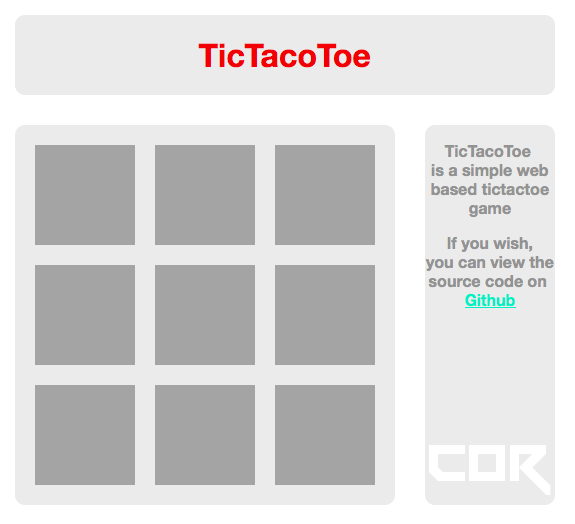 TicTacoToe
TicTacoToe
is a simple web
based tictactoe
game
If you wish,
you can view the
source code on
Github
COR